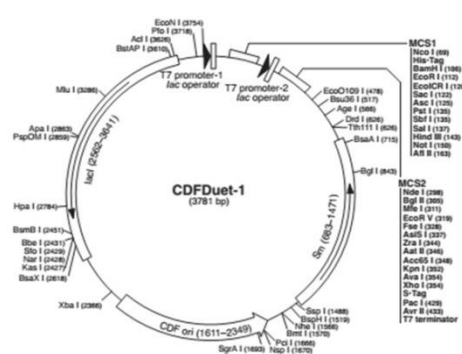 EcoN I (3754)
Pfo I (3718)
Acl I (3626)
BstAP I (3610)
T7 promoter-1
lac operator
T7 promoter-2
lac operator
MCS1
Nco I (69)
His-Tag
BamH I (106)
EcoR I (112)
EcoICR I (120)
Sac I (122)
Asc I (125)
Pst I (135)
Sbf I (135)
Sal I (137)
Hind III (143)
Not I (150)
Afl II (163)
EcoO109 I (478)
Bsu36 I (517)
Age I (566)
Drd I (626)
Tth111 I (626)
BsaA I (715)
Bgl I (843)
MCS2
Nde I (298)
Bgl II (305)
Mfe I (311)
EcoR V (319)
Fse I (328)
AsiS I (337)
Zra I (344)
Aat II (346)
Acc65 I (348)
Kpn I (352)
Ava I (354)
Xho I (354)
S-Tag
Pac I (429)
Avr II (433)
T7 terminator
Mlu I (3286)
Apa I (2863)
PspOM I (2859)
lacI (2562-3641)
CDFDuet-1
(3781 bp)
Hpa I (2784)
BsmB I (2451)
Bbe I (2431)
Sfo I (2429)
Nar I (2428)
Kas I (2427)
BsaX I (2618)
Xba I (2366)
Sm (683-1471)
Ssp I (1488)
BspH I (1519)
Nhe I (1566)
Bmt I (1570)
Pci I (1666)
Nsp I (1670)
SgrA I (1693)
CDF ori (1611-2349)